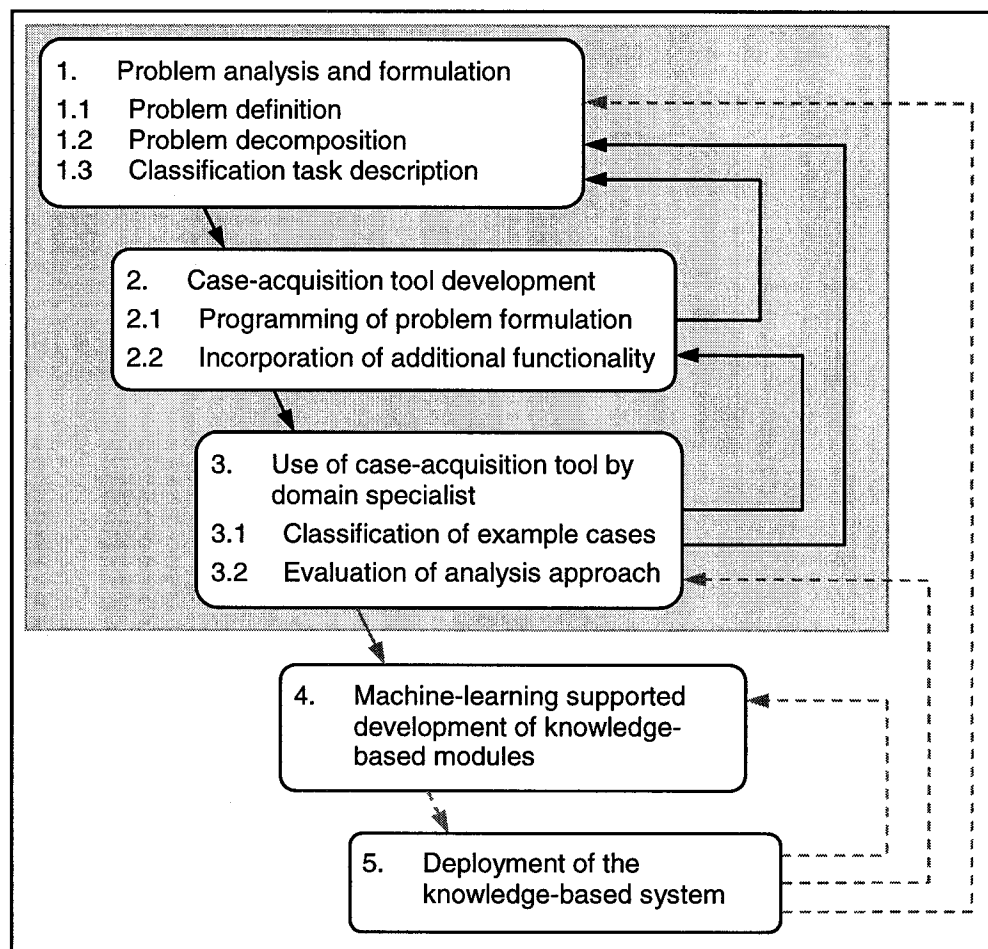 1. Problem analysis and formulation
1.1 Problem definition
1.2 Problem decomposition
1.3 Classification task description
2. Case-acquisition tool development
2.1 Programming of problem formulation
2.2 Incorporation of additional functionality
3. Use of case-acquisition tool by
domain specialist
3.1 Classification of example cases
3.2 Evaluation of analysis approach
4. Machine-learning supported
development of knowledge-
based modules
5. Deployment of the
knowledge-based system